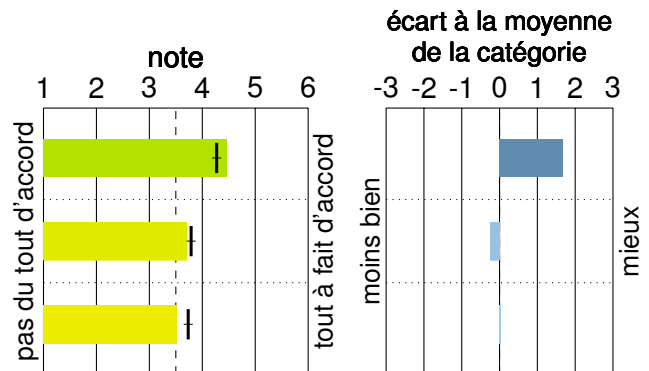 note
1 2 3 4 5 6
pas du tout d'accord
tout à fait d'accord
écart à la moyenne
de la catégorie
-3 -2 -1 0 1 2 3
moins bien
mieux